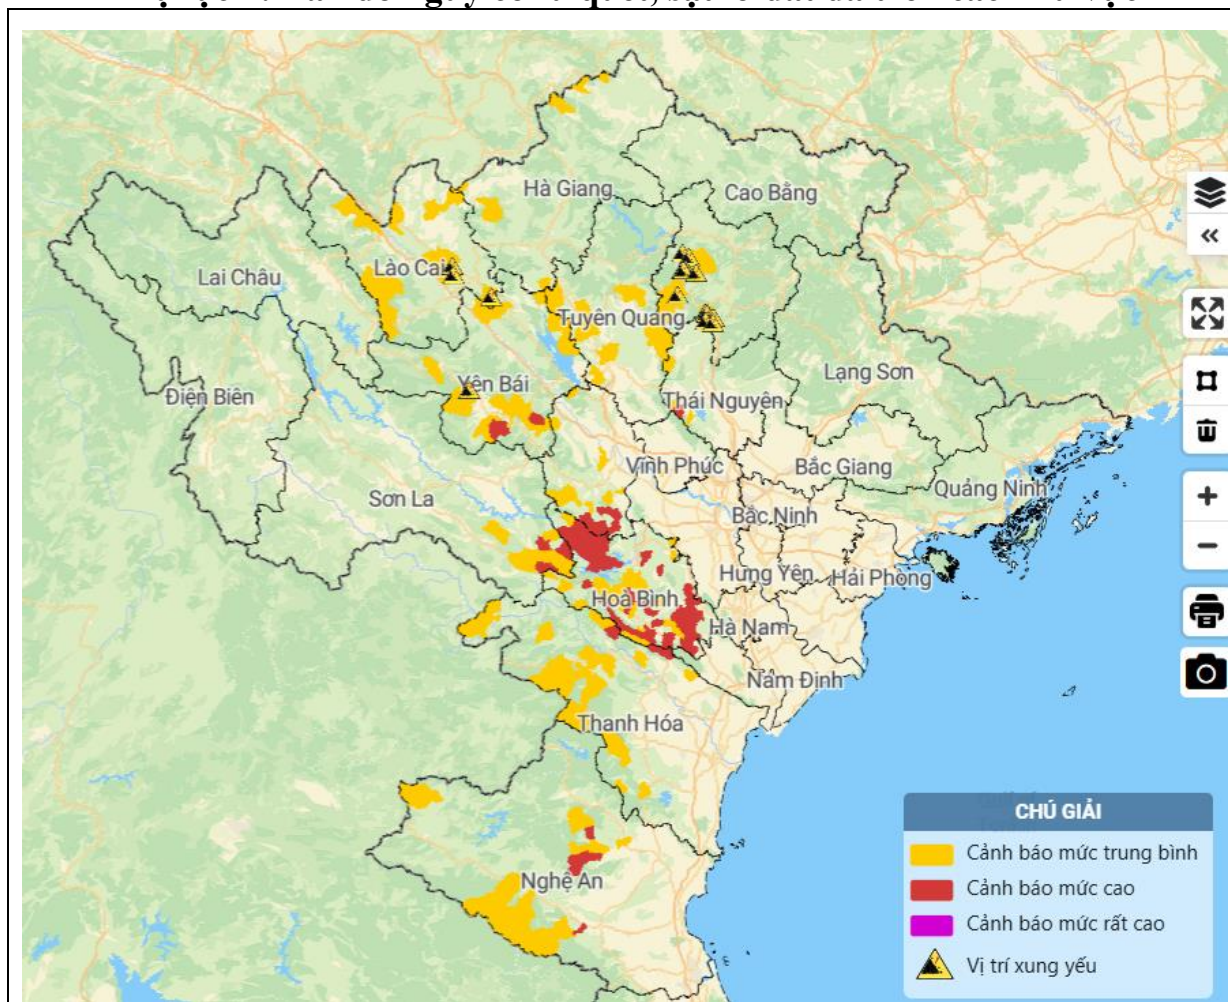 Hà Giang
Cao Bằng
Lào Cai
Lai Châu
Tuyên Quang
Lạng Sơn
Yên Bái
Điện Biên
Thái Nguyên
Vĩnh Phúc
Bắc Giang
Quảng Ninh
Sơn La
Bắc Ninh
Hưng Yên
Hải Phòng
Hoà Bình
Hà Nam
Nam Định
Thanh Hóa
Nghệ An
CHÚ GIẢI
Cảnh báo mức trung bình
Cảnh báo mức cao
Cảnh báo mức rất cao
Vị trí xung yếu